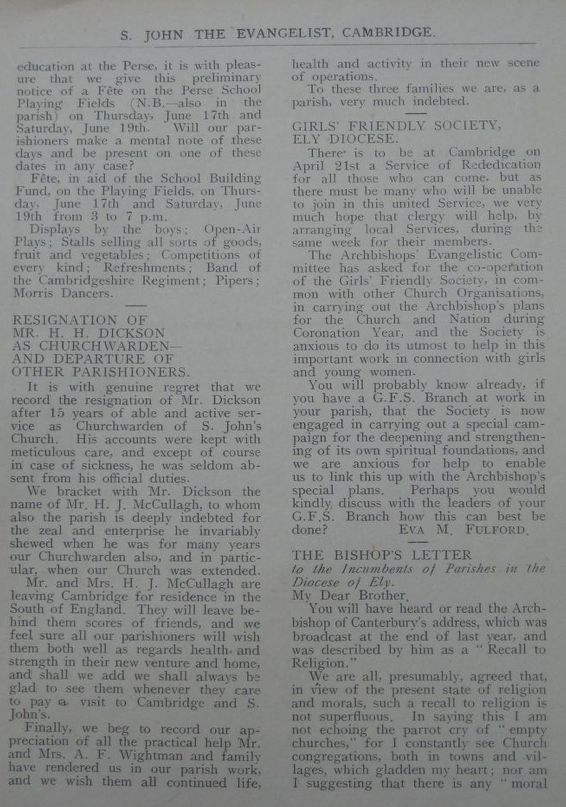 S. JOHN THE EVANGELIST, CAMBRIDGE.
education at the Perse, it is with pleas-
ure that we give this preliminary
notice of a Fête on the Perse School
Playing Fields (N.B.—also in the
parish) on Thursday, June 17th and
Saturday, June 19th. Will our par-
ishioners make a mental note of these
days and be present on one of these
dates in any case?
Fête, in aid of the School Building
Fund, on the Playing Fields, on Thurs-
day, June 17th and Saturday, June
19th from 3 to 7 p.m.
Displays by the boys; Open-Air
Plays; Stalls selling all sorts of goods,
fruit and vegetables; Competitions of
every kind; Refreshments; Band of
the Cambridgeshire Regiment; Pipers;
Morris Dancers.
RESIGNATION OF
MR. H. H. DICKSON
AS CHURCHWARDEN—
AND DEPARTURE OF
OTHER PARISHIONERS.
It is with genuine regret that we
record the resignation of Mr. Dickson
after 15 years of able and active ser-
vice as Churchwarden of S. John's
Church. His accounts were kept with
meticulous care, and except of course
in case of sickness, he was seldom ab-
sent from his official duties.
We bracket with Mr. Dickson the
name of Mr. H. J. McCullagh, to whom
also the parish is deeply indebted for
the zeal and enterprise he invariably
shewed when he was for many years
our Churchwarden also, and in partic-
ular, when our Church was extended.
Mr. and Mrs. H. J. McCullagh are
leaving Cambridge for residence in the
South of England. They will leave be-
hind them scores of friends, and we
feel sure all our parishioners will wish
them both well as regards health and
strength in their new venture and home,
and shall we add we shall always be
glad to see them whenever they care
to pay a visit to Cambridge and S.
John's.
Finally, we beg to record our ap-
preciation of all the practical help Mr.
and Mrs. A. F. Wightman and family
have rendered us in our parish work,
and we wish them all continued life,
health and activity in their new scene
of operations.
To these three families we are, as a
parish, very much indebted.
GIRLS' FRIENDLY SOCIETY,
ELY DIOCESE.
There is to be at Cambridge on
April 21st a Service of Rededication
for all those who can come, but as
there must be many who will be unable
to join in this united Service, we very
much hope that clergy will help, by
arranging local Services, during the
same week for their members.
The Archbishops' Evangelistic Com-
mittee has asked for the co-operation
of the Girls' Friendly Society, in com-
mon with other Church Organisations,
in carrying out the Archbishop's plans
for the Church and Nation during
Coronation Year, and the Society is
anxious to do its utmost to help in this
important work in connection with girls
and young women.
You will probably know already, if
you have a G.F.S. Branch at work in
your parish, that the Society is now
engaged in carrying out a special cam-
paign for the deepening and strengthen-
ing of its own spiritual foundations, and
we are anxious for help to enable
us to link this up with the Archbishop's
special plans. Perhaps you would
kindly discuss with the leaders of your
G.F.S. Branch how this can best be
done? EVA M. FULFORD.
THE BISHOP'S LETTER
to the Incumbents of Parishes in the
Diocese of Ely.
My Dear Brother,
You will have heard or read the Arch-
bishop of Canterbury's address, which was
broadcast at the end of last year, and
was described by him as a "Recall to
Religion."
We are all, presumably, agreed that,
in view of the present state of religion
and morals, such a recall to religion is
not superfluous. In saying this I am
not echoing the parrot cry of "empty
churches," for I constantly see Church
congregations, both in towns and vil-
lages, which gladden my heart; nor am
I suggesting that there is any "moral